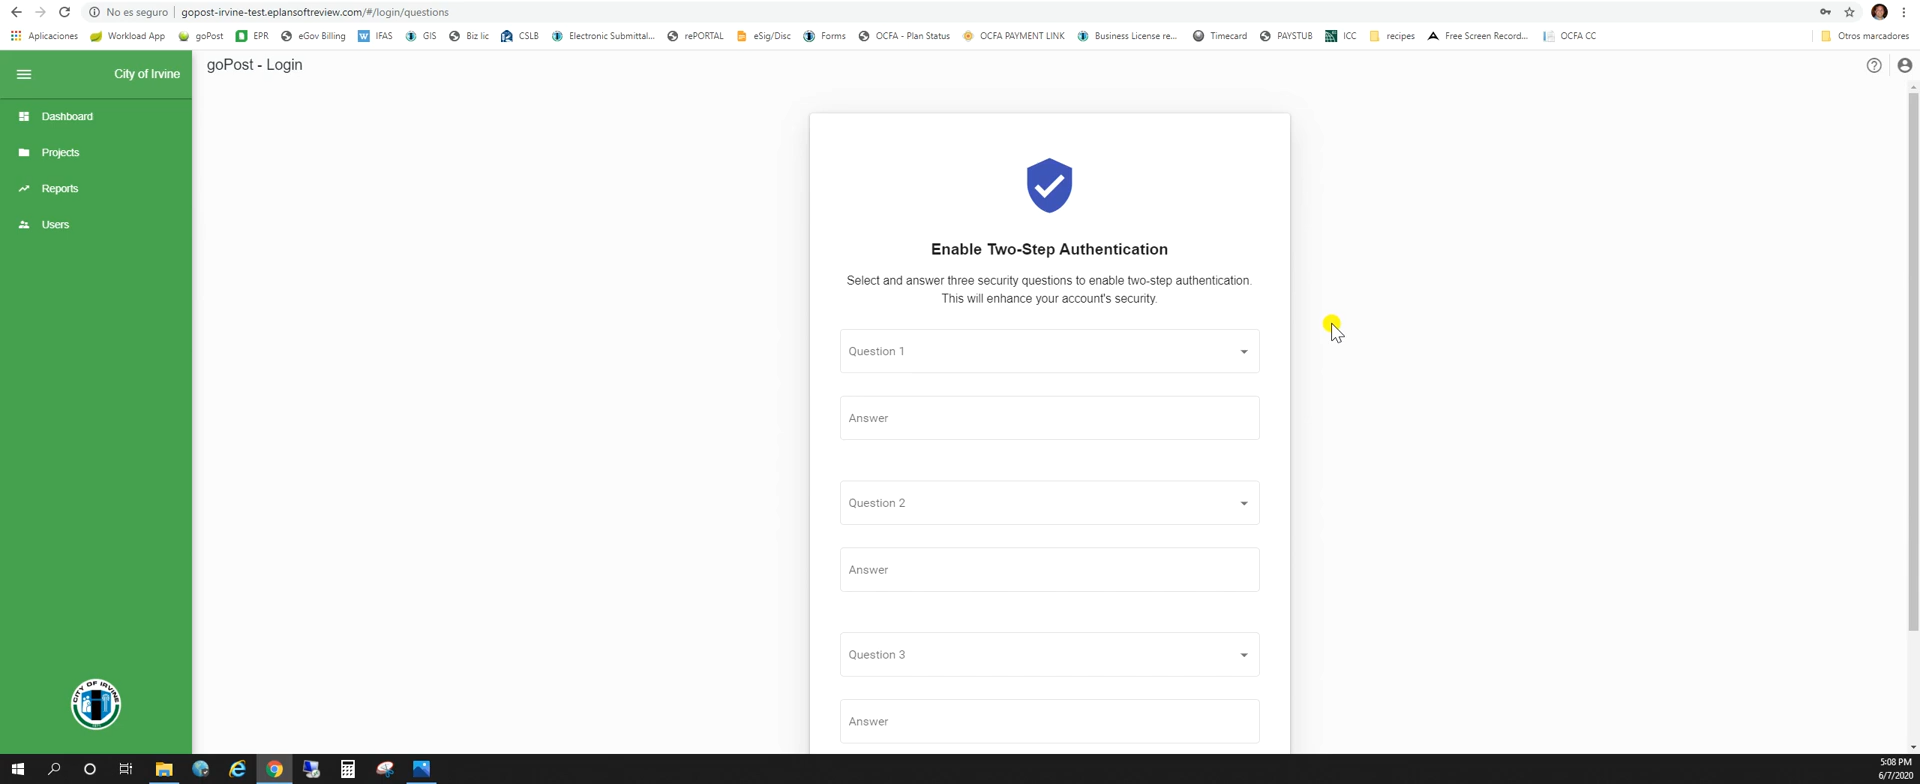 No es seguro gopost-irvine-test.eplansoftreview.com/#/login/questions
Aplicaciones Workload App goPost EPR eGov Billing IFAS GIS Biz lic CSLB Electronic Submittal... rePORTAL eSig/Disc Forms OCFA - Plan Status OCFA PAYMENT LINK Business License re... Timecard PAYSTUB ICC recipes Free Screen Record... OCFA CC Otros marcadores
City of Irvine
goPost - Login
Dashboard
Projects
Reports
Users
Enable Two-Step Authentication
Select and answer three security questions to enable two-step authentication.
This will enhance your account's security.
Question 1
Answer
Question 2
Answer
Question 3
Answer
CITY OF IRVINE
5:08 PM
6/7/2020